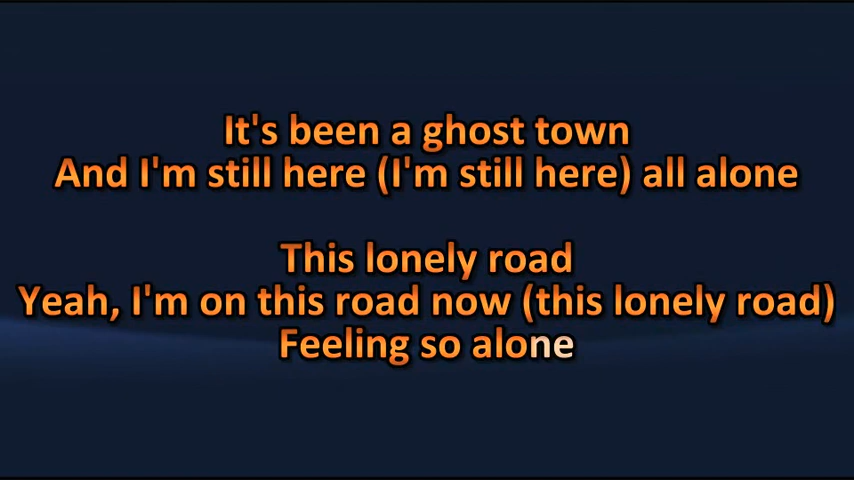 It's been a ghost town
And I'm still here (I'm still here) all alone
This lonely road
Yeah, I'm on this road now (this lonely road)
Feeling so alone